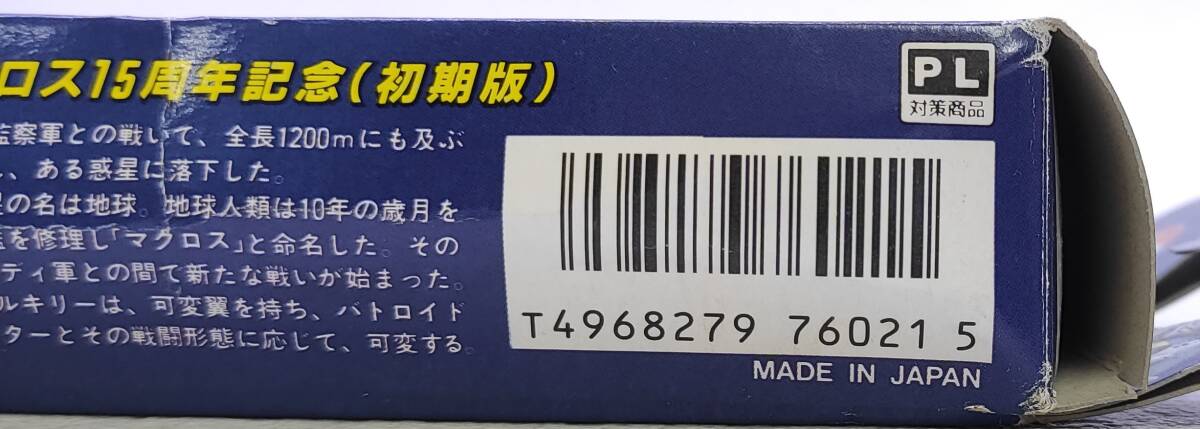 ロス15周年記念(初期版)
監察軍との戦いで、全長1200mにも及ぶ
、ある惑星に落下した。
の名は地球。地球人類は10年の歳月を
を修理し「マクロス」と命名した。その
ディ軍との間で新たな戦いが始まった。
ルキリーは、可変翼を持ち、バトロイド
ターとその戦闘形態に応じて、可変する。
PL
対策商品
T4968279 76021 5
MADE IN JAPAN